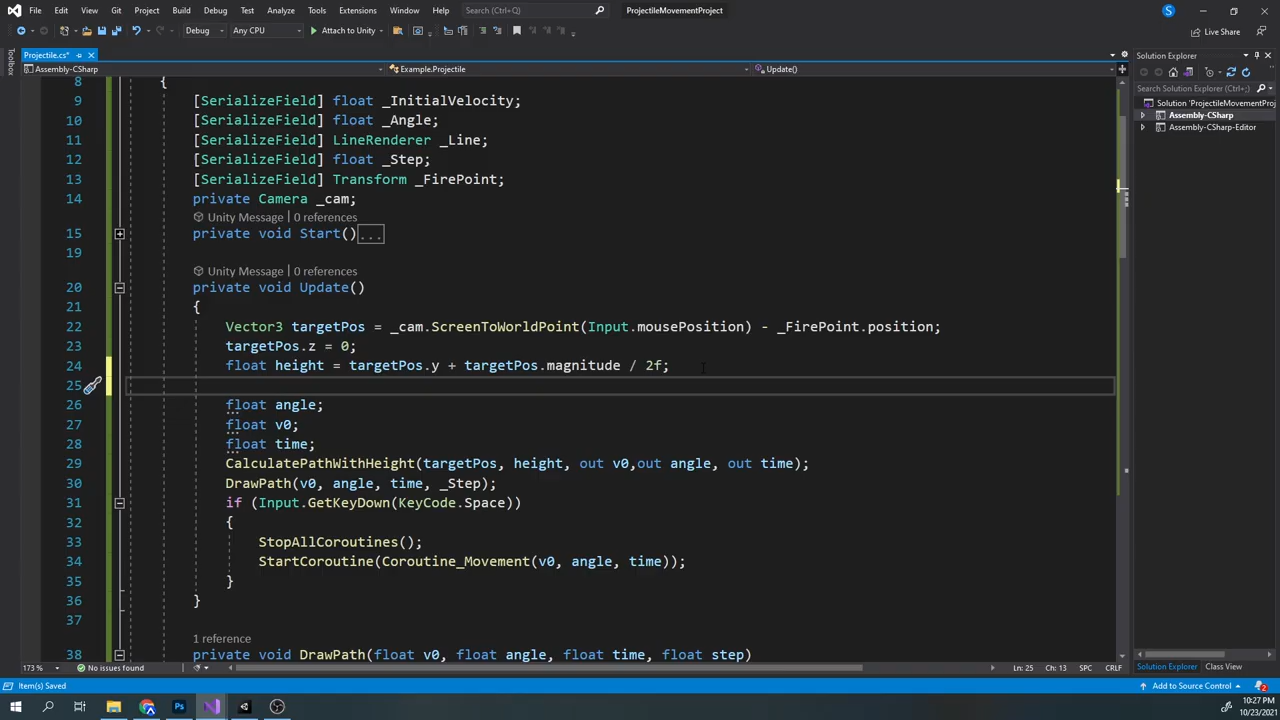 File Edit View Git Project Build Debug Test Analyze Tools Extensions Window Help Search (Ctrl+Q) ProjectileMovementProject S
Debug Any CPU Attach to Unity Live Share
Toolbox
Projectile.cs*
Assembly-CSharp Example.Projectile Update()
8 {
9 [SerializeField] float _InitialVelocity;
10 [SerializeField] float _Angle;
11 [SerializeField] LineRenderer _Line;
12 [SerializeField] float _Step;
13 [SerializeField] Transform _FirePoint;
14 private Camera _cam;
Unity Message | 0 references
15 private void Start()...
19
Unity Message | 0 references
20 private void Update()
21 {
22 Vector3 targetPos = _cam.ScreenToWorldPoint(Input.mousePosition) - _FirePoint.position;
23 targetPos.z = 0;
24 float height = targetPos.y + targetPos.magnitude / 2f;
25
26 float angle;
27 float v0;
28 float time;
29 CalculatePathWithHeight(targetPos, height, out v0,out angle, out time);
30 DrawPath(v0, angle, time, _Step);
31 if (Input.GetKeyDown(KeyCode.Space))
32 {
33 StopAllCoroutines();
34 StartCoroutine(Coroutine_Movement(v0, angle, time));
35 }
36 }
37
1 reference
38 private void DrawPath(float v0, float angle, float time, float step)
Solution Explorer
Search Solution Explorer (Ctrl+;)
Solution 'ProjectileMovementProj
Assembly-CSharp
Assembly-CSharp-Editor
173 % No issues found Ln: 25 Ch: 13 SPC CRLF
Solution Explorer Class View
Item(s) Saved Add to Source Control 2
10:27 PM
10/23/2021